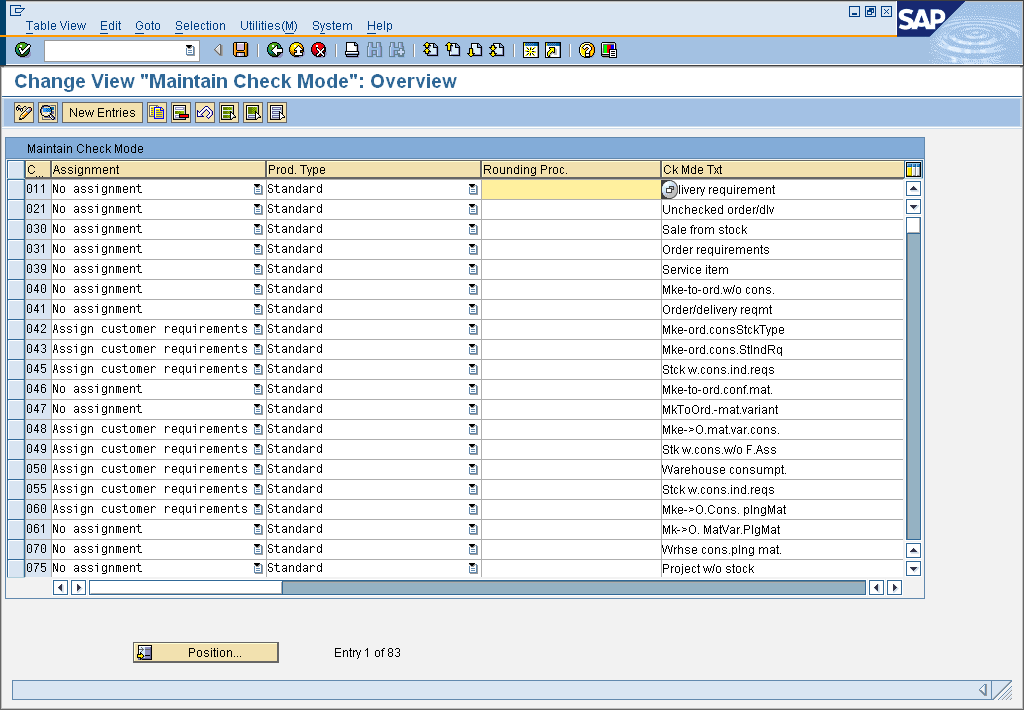 Table View Edit Goto Selection Utilities(M) System Help
SAP
Change View "Maintain Check Mode": Overview
New Entries
Maintain Check Mode
C... Assignment Prod. Type Rounding Proc. Ck Mde Txt
011 No assignment Standard livery requirement
021 No assignment Standard Unchecked order/dlv
030 No assignment Standard Sale from stock
031 No assignment Standard Order requirements
039 No assignment Standard Service item
040 No assignment Standard Mke-to-ord.w/o cons.
041 No assignment Standard Order/delivery reqmt
042 Assign customer requirements Standard Mke-ord.consStckType
043 Assign customer requirements Standard Mke-ord.cons.StIndRq
045 Assign customer requirements Standard Stck w.cons.ind.reqs
046 No assignment Standard Mke-to-ord.conf.mat.
047 No assignment Standard MkToOrd.-mat.variant
048 Assign customer requirements Standard Mke->O.mat.var.cons.
049 Assign customer requirements Standard Stk w.cons.w/o F.Ass
050 Assign customer requirements Standard Warehouse consumpt.
055 Assign customer requirements Standard Stck w.cons.ind.reqs
060 Assign customer requirements Standard Mke->O.Cons. plngMat
061 No assignment Standard Mk->O. MatVar.PlgMat
070 No assignment Standard Wrhse cons.plng mat.
075 No assignment Standard Project w/o stock
Position... Entry 1 of 83